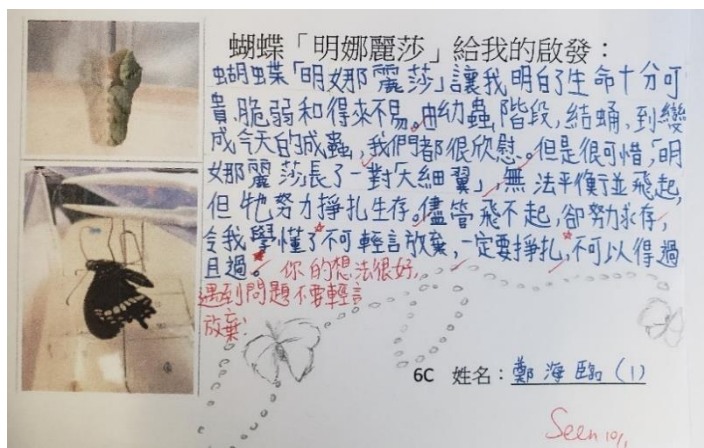 蝴蝶「明娜麗莎」給我的啟發：
蝴蝶「明娜麗莎」讓我明白了生命十分可
貴、脆弱和得來不易。由幼蟲階段，結蛹，到變
成今天的成蟲，我們都很欣慰。但是很可惜，「明
娜麗莎」長了一對「大細翼」，無法平衡並飛起，
但牠努力掙扎生存。儘管飛不起，卻努力求存，
令我學懂了不可輕言放棄，一定要掙扎，不可以得過
且過。
你的想法很好，
遇到問題不要輕言
放棄！
6C 姓名：鄭海臨（1）
Seen